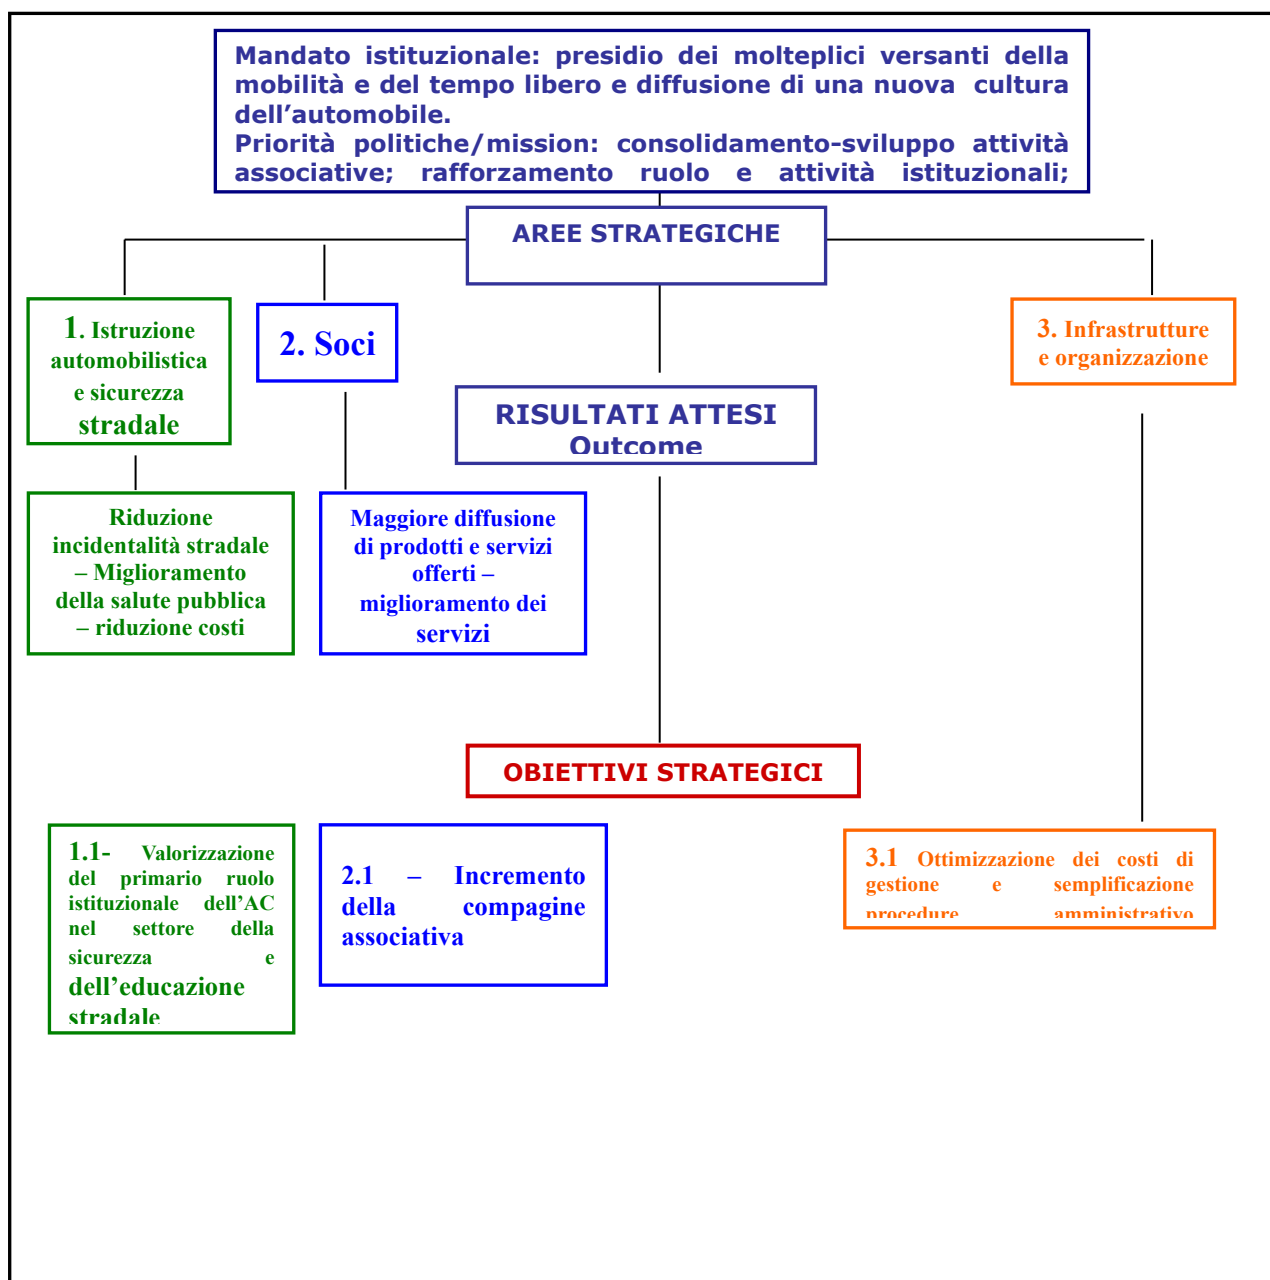 Mandato istituzionale: presidio dei molteplici versanti della
mobilità e del tempo libero e diffusione di una nuova cultura
dell’automobile.
Priorità politiche/mission: consolidamento-sviluppo attività
associative; rafforzamento ruolo e attività istituzionali;
AREE STRATEGICHE
1. Istruzione
automobilistica
e sicurezza
stradale
2. Soci
3. Infrastrutture
e organizzazione
RISULTATI ATTESI
Outcome
Riduzione
incidentalità stradale
– Miglioramento
della salute pubblica
– riduzione costi
Maggiore diffusione
di prodotti e servizi
offerti –
miglioramento dei
servizi
OBIETTIVI STRATEGICI
1.1- Valorizzazione
del primario ruolo
istituzionale dell’AC
nel settore della
sicurezza e
dell’educazione
stradale
2.1 – Incremento
della compagine
associativa
3.1 Ottimizzazione dei costi di
gestione e semplificazione
procedure amministrativo